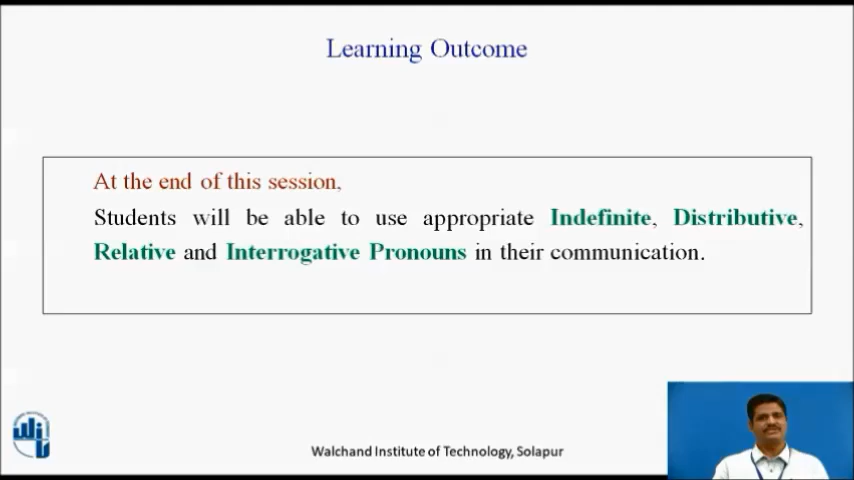 Learning Outcome
At the end of this session,
Students will be able to use appropriate Indefinite, Distributive,
Relative and Interrogative Pronouns in their communication.
Walchand Institute of Technology, Solapur